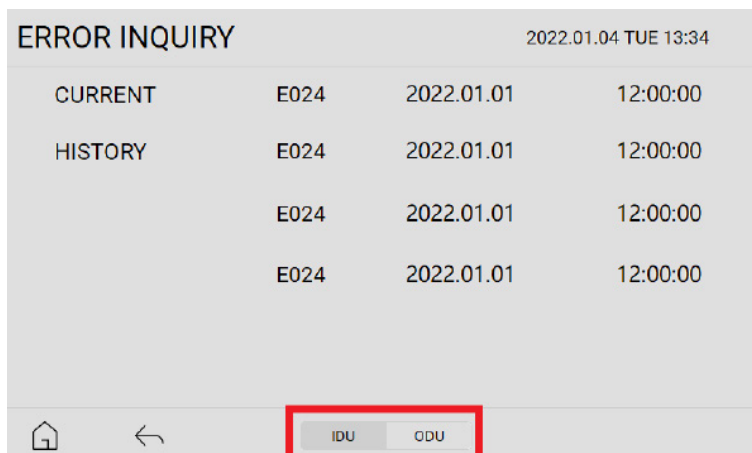 ERROR INQUIRY 2022.01.04 TUE 13:34
CURRENT E024 2022.01.01 12:00:00
HISTORY E024 2022.01.01 12:00:00
E024 2022.01.01 12:00:00
E024 2022.01.01 12:00:00
IDU ODU